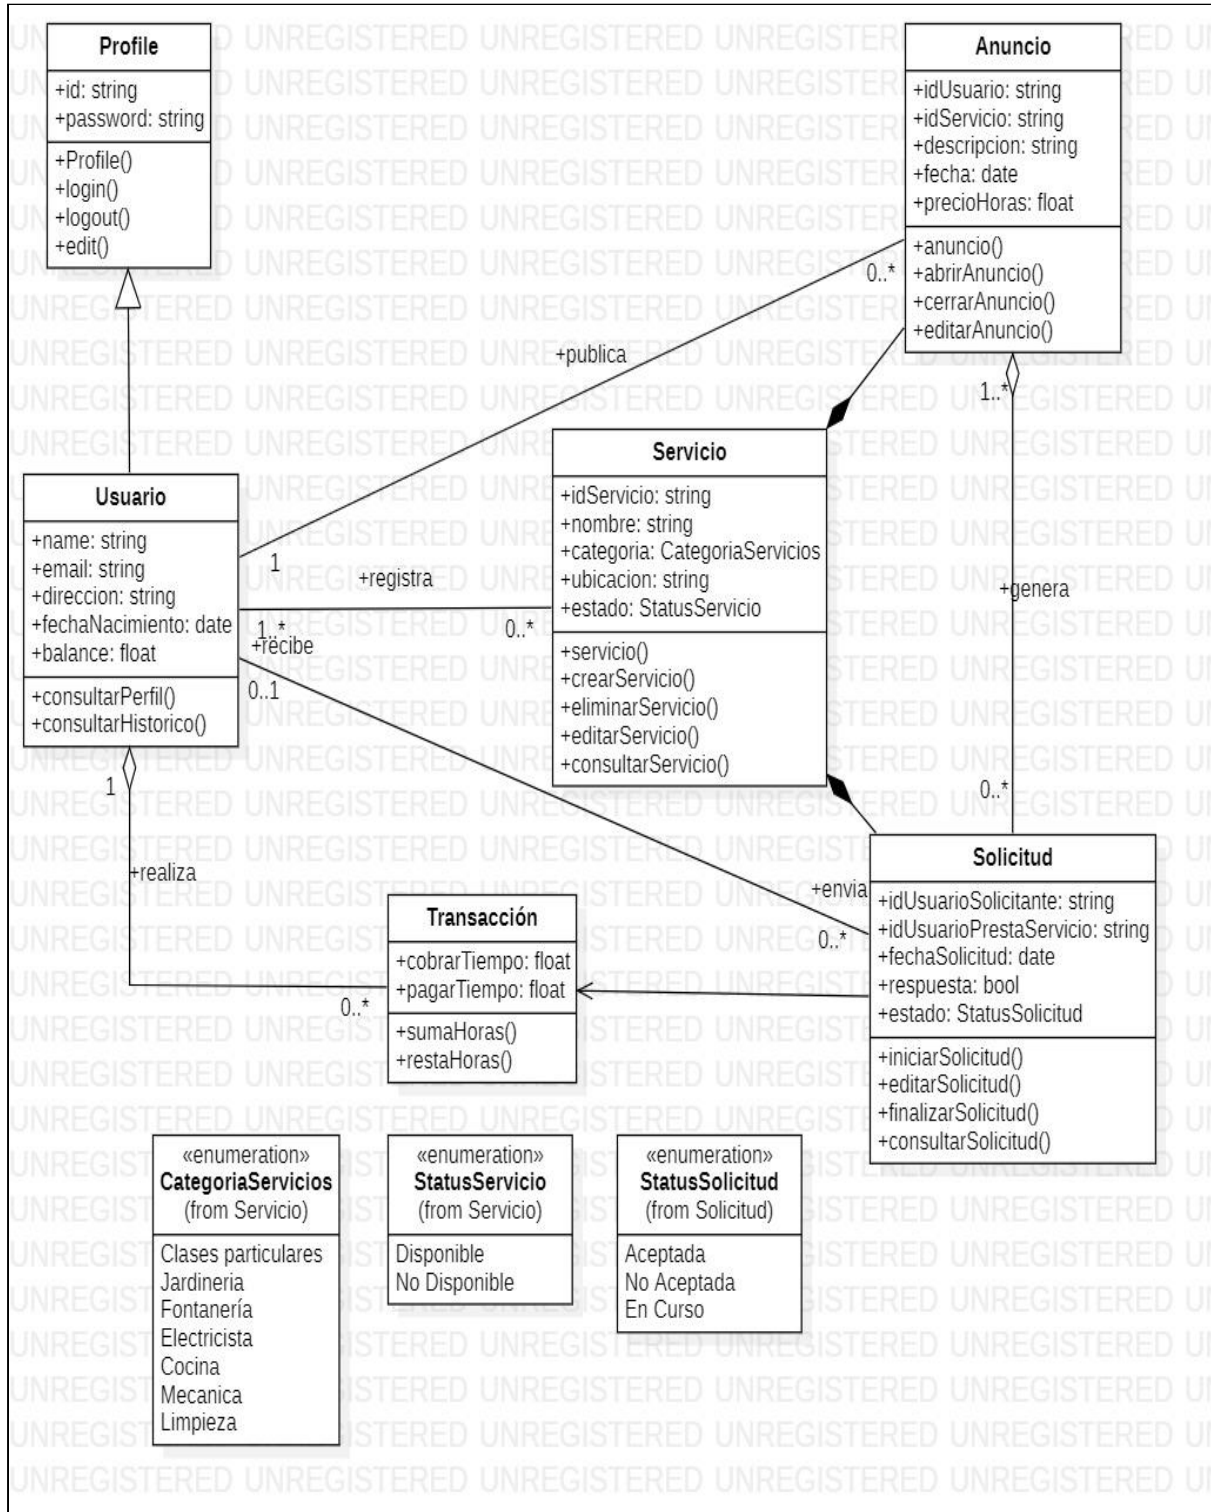 Profile
+id: string
+password: string
+Profile()
+login()
+logout()
+edit()
Anuncio
+idUsuario: string
+idServicio: string
+descripcion: string
+fecha: date
+precioHoras: float
+anuncio()
+abrirAnuncio()
+cerrarAnuncio()
+editarAnuncio()
0..*
+publica
1..*
Servicio
+idServicio: string
+nombre: string
+categoria: CategoriaServicios
+ubicacion: string
+estado: StatusServicio
+servicio()
+crearServicio()
+eliminarServicio()
+editarServicio()
+consultarServicio()
Usuario
+name: string
+email: string
+direccion: string
+fechaNacimiento: date
+balance: float
+consultarPerfil()
+consultarHistorico()
1
+registra
1..*
0..*
+recibe
0..1
+genera
0..*
1
+realiza
0..*
+envia
0..*
Transacción
+cobrarTiempo: float
+pagarTiempo: float
+sumaHoras()
+restaHoras()
Solicitud
+idUsuarioSolicitante: string
+idUsuarioPrestaServicio: string
+fechaSolicitud: date
+respuesta: bool
+estado: StatusSolicitud
+iniciarSolicitud()
+editarSolicitud()
+finalizarSolicitud()
+consultarSolicitud()
«enumeration»
CategoriaServicios
(from Servicio)
Clases particulares
Jardineria
Fontanería
Electricista
Cocina
Mecanica
Limpieza
«enumeration»
StatusServicio
(from Servicio)
Disponible
No Disponible
«enumeration»
StatusSolicitud
(from Solicitud)
Aceptada
No Aceptada
En Curso
UNREGISTERED